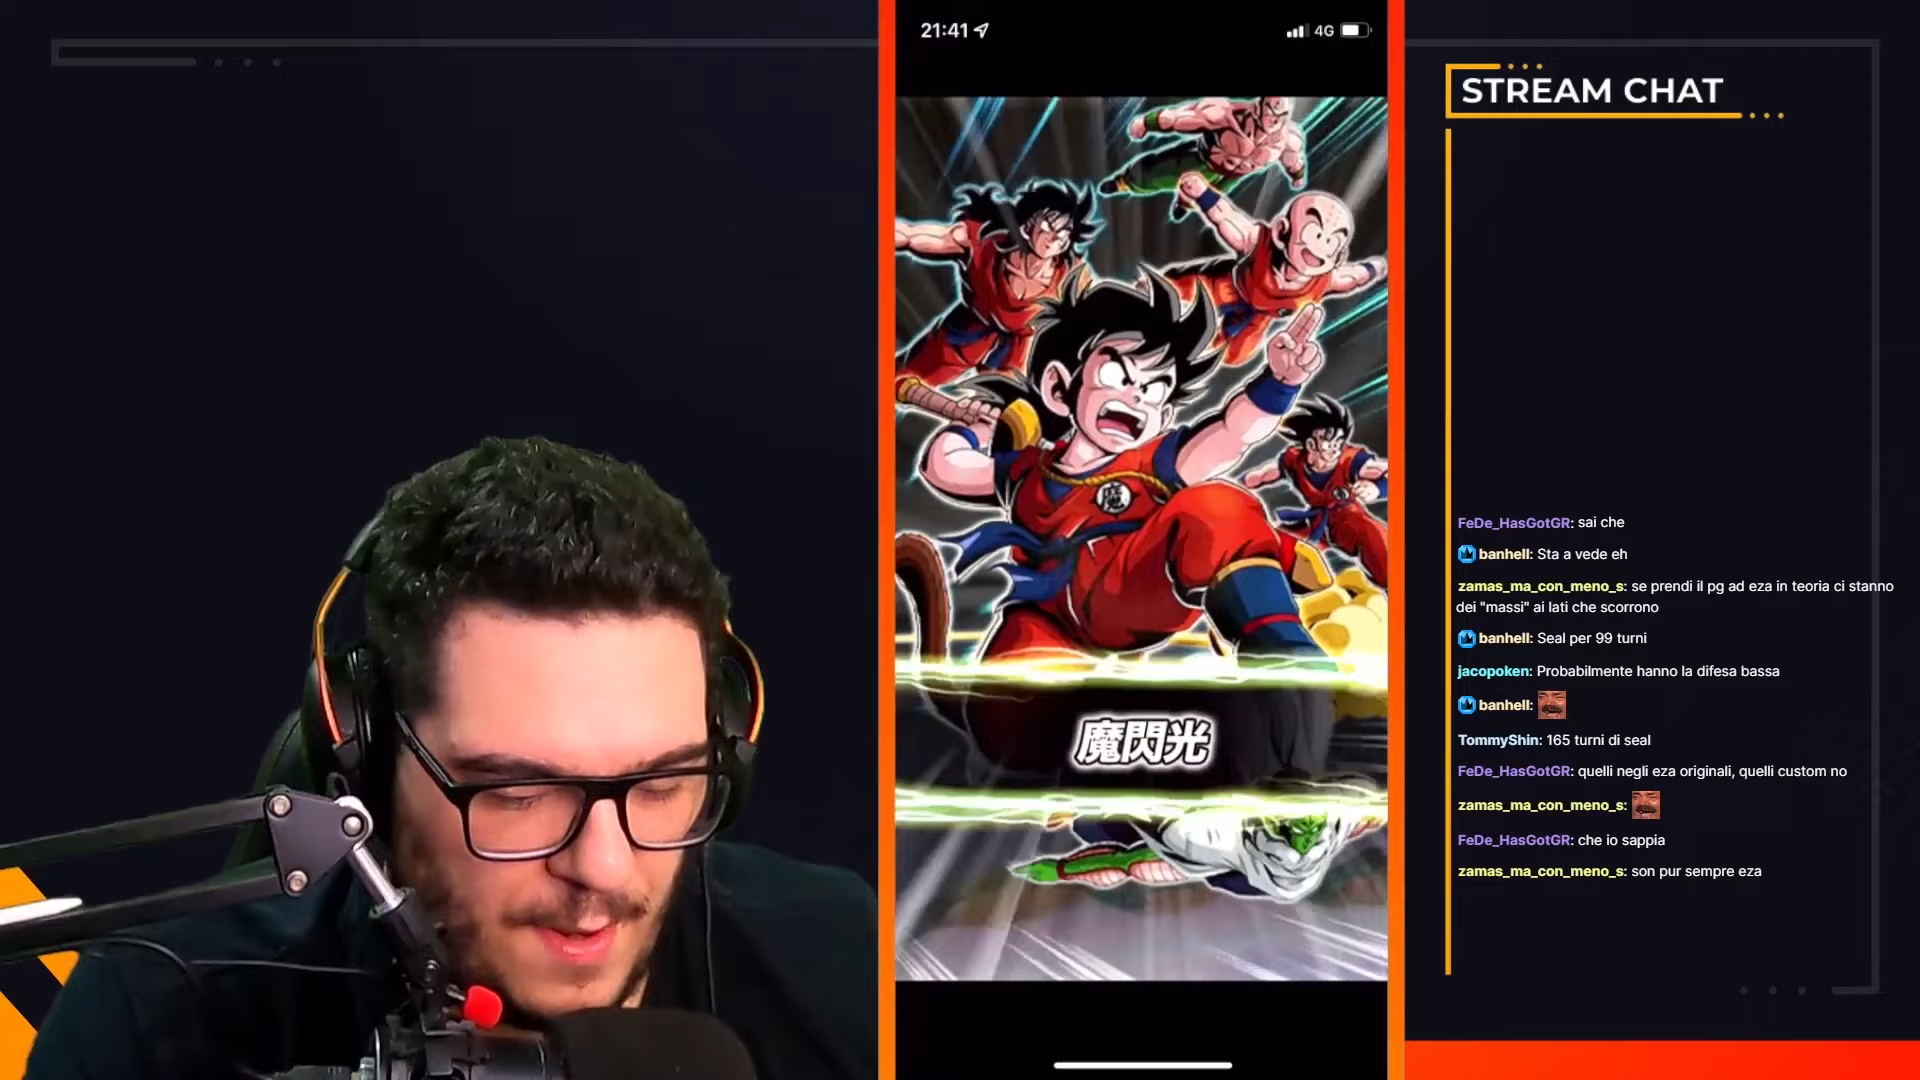 21:41
4G
魔
魔閃光
STREAM CHAT
FeDe_HasGotGR: sai che
banhell: Sta a vede eh
zamas_ma_con_meno_s: se prendi il pg ad eza in teoria ci stanno
dei "massi" ai lati che scorrono
banhell: Seal per 99 turni
jacopoken: Probabilmente hanno la difesa bassa
banhell:
TommyShin: 165 turni di seal
FeDe_HasGotGR: quelli negli eza originali, quelli custom no
zamas_ma_con_meno_s:
FeDe_HasGotGR: che io sappia
zamas_ma_con_meno_s: son pur sempre eza